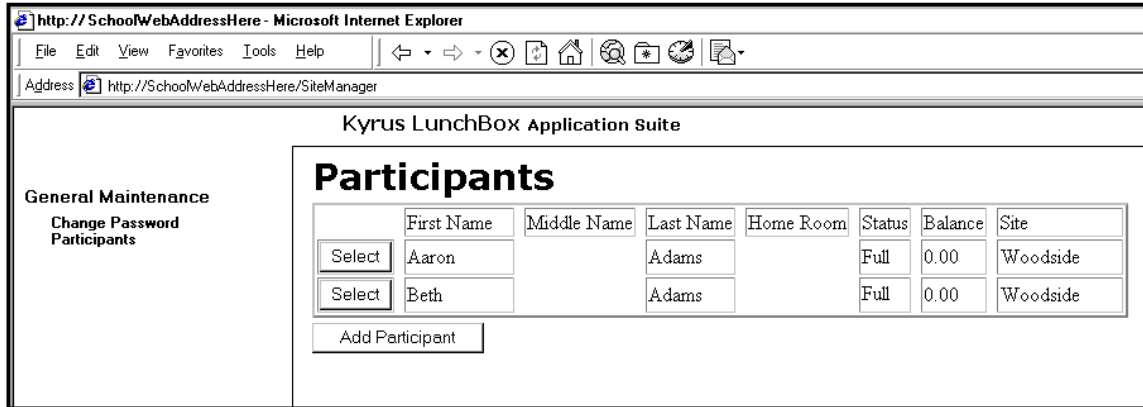 http://SchoolWebAddressHere - Microsoft Internet Explorer
File Edit View Favorites Tools Help
Address http://SchoolWebAddressHere/SiteManager
Kyrus LunchBox Application Suite
General Maintenance
Change Password
Participants
Participants
First Name Middle Name Last Name Home Room Status Balance Site
Select Aaron Adams Full 0.00 Woodside
Select Beth Adams Full 0.00 Woodside
Add Participant